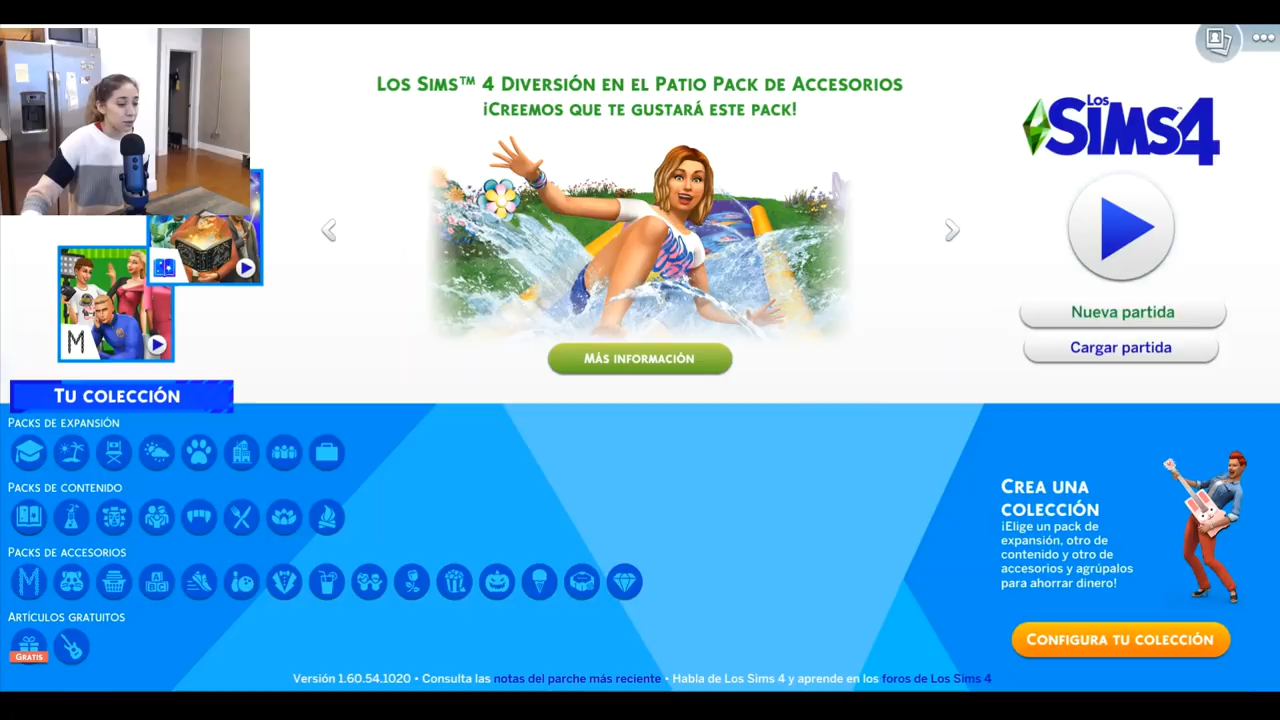 Los Sims™ 4 Diversión en el Patio Pack de Accesorios
¡Creemos que te gustará este pack!
Más información
Los
Sims 4
Nueva partida
Cargar partida
M
Tu colección
Packs de expansión
Packs de contenido
Packs de accesorios
M
ABC
Artículos gratuitos
Gratis
Crea una
colección
¡Elige un pack de
expansión, otro de
contenido y otro de
accesorios y agrúpalos
para ahorrar dinero!
Configura tu colección
Versión 1.60.54.1020 • Consulta las notas del parche más reciente • Habla de Los Sims 4 y aprende en los foros de Los Sims 4